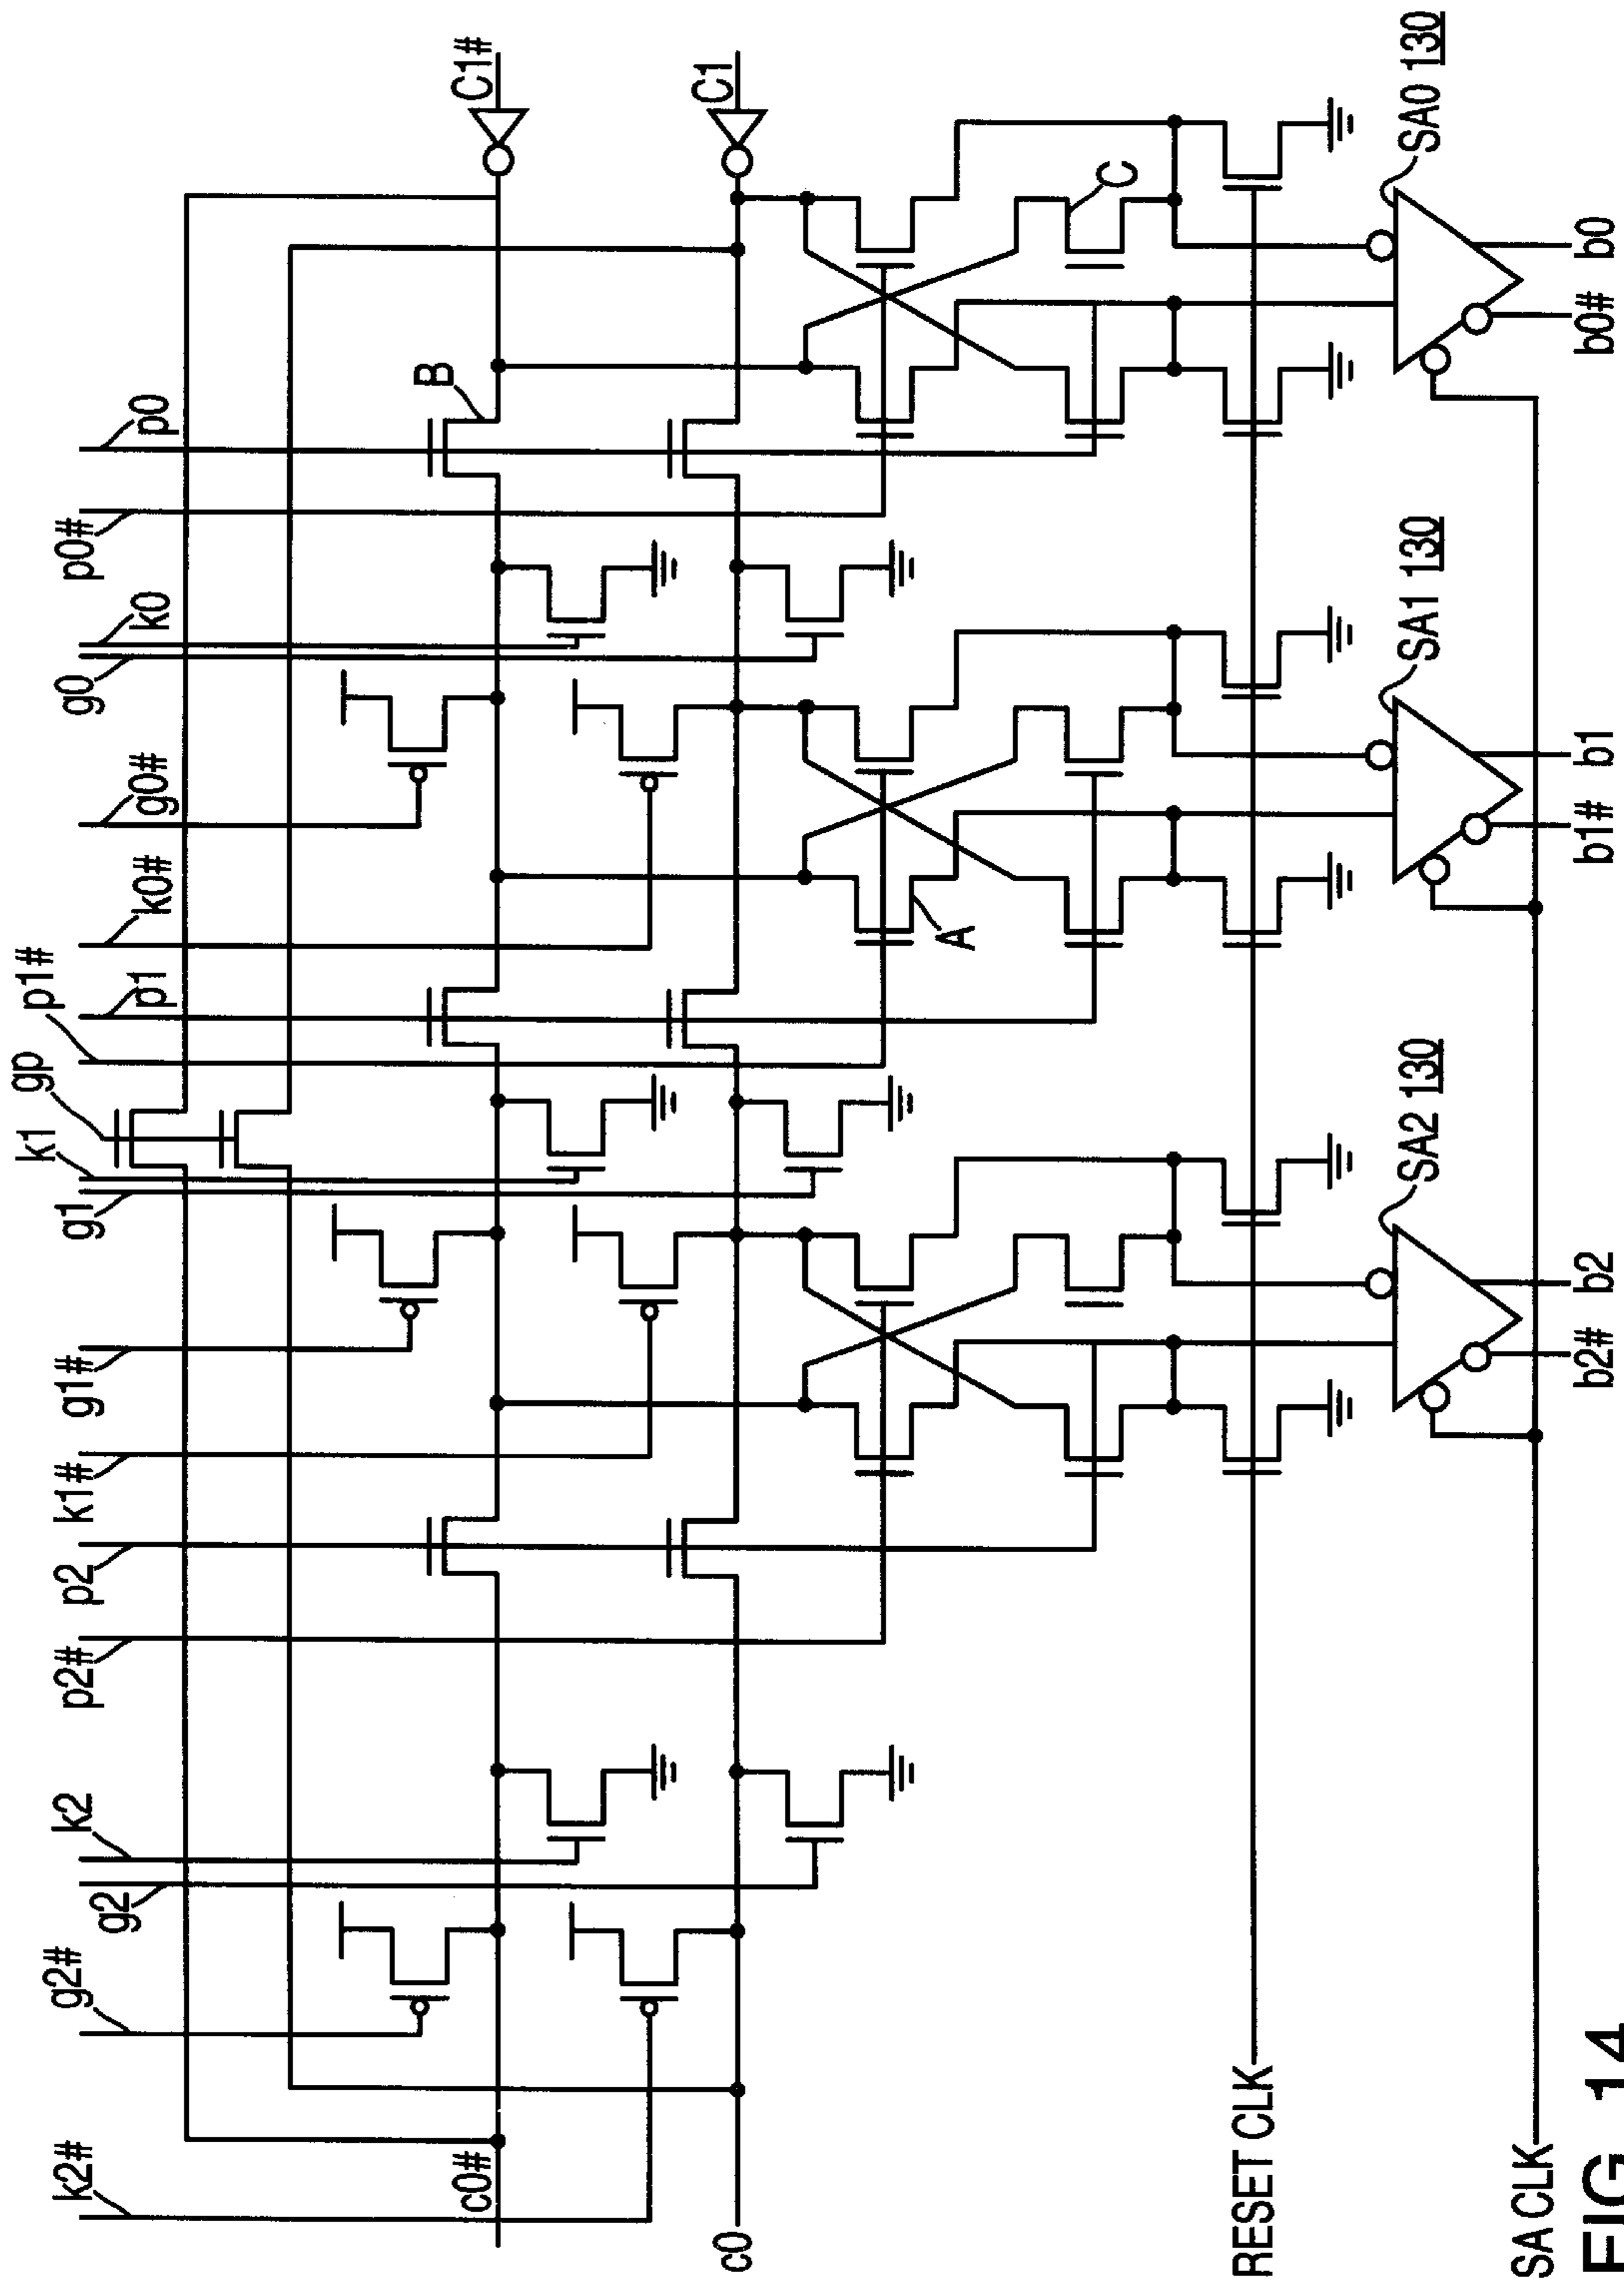 k2#
g2#
g2
k2
p2#
p2
k1#
g1#
g1
k1
gp
p1#
p1
k0#
g0#
g0
k0
p0#
p0
B
C1#
c0#
c0
C1
A
C
RESET CLK
SA2 130
SA1 130
SA0 130
SA CLK
b2#
b2
b1#
b1
b0#
b0
FIG. 14